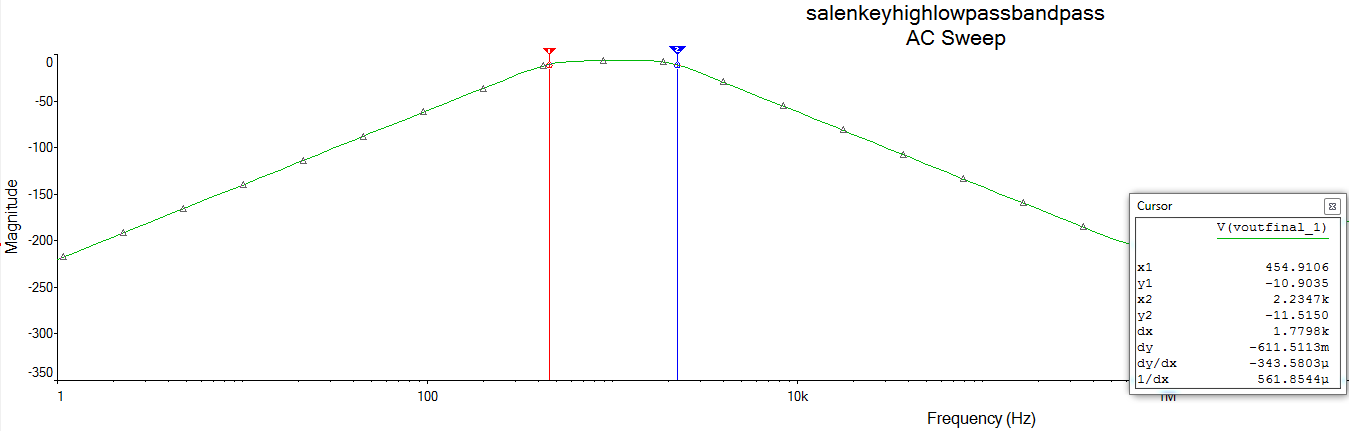 salenkeyhighlowpassbandpass
AC Sweep
Magnitude
0
-50
-100
-150
-200
-250
-300
-350
1
100
10k
1M
Frequency (Hz)
1
2
Cursor
V(voutfinal_1)
x1 454.9106
y1 -10.9035
x2 2.2347k
y2 -11.5150
dx 1.7798k
dy -611.5113m
dy/dx -343.5803µ
1/dx 561.8544µ